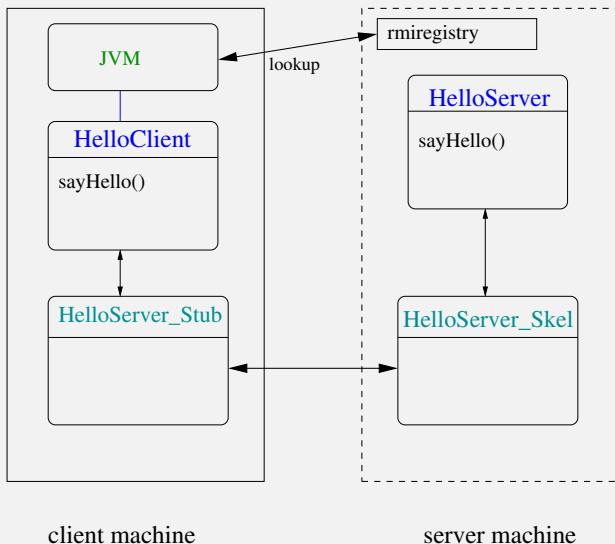 JVM
lookup
rmiregistry
HelloClient
sayHello()
HelloServer
sayHello()
HelloServer_Stub
HelloServer_Skel
client machine
server machine